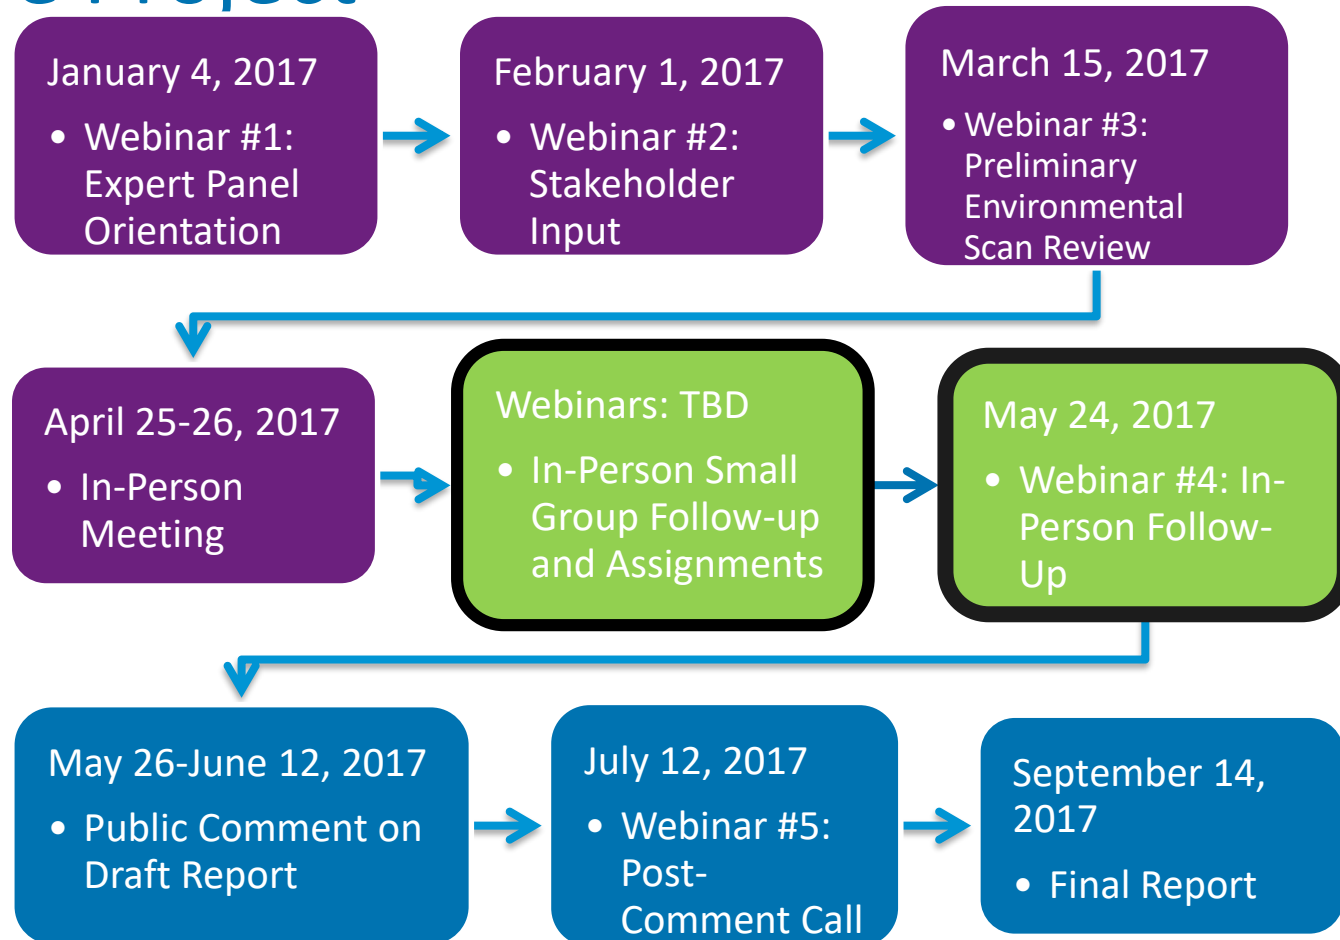 January 4, 2017
• Webinar #1:
Expert Panel
Orientation
February 1, 2017
• Webinar #2:
Stakeholder
Input
March 15, 2017
• Webinar #3:
Preliminary
Environmental
Scan Review
April 25-26, 2017
• In-Person
Meeting
Webinars: TBD
• In-Person Small
Group Follow-up
and Assignments
May 24, 2017
• Webinar #4: In-
Person Follow-
Up
May 26-June 12, 2017
• Public Comment on
Draft Report
July 12, 2017
• Webinar #5:
Post-
Comment Call
September 14,
2017
• Final Report